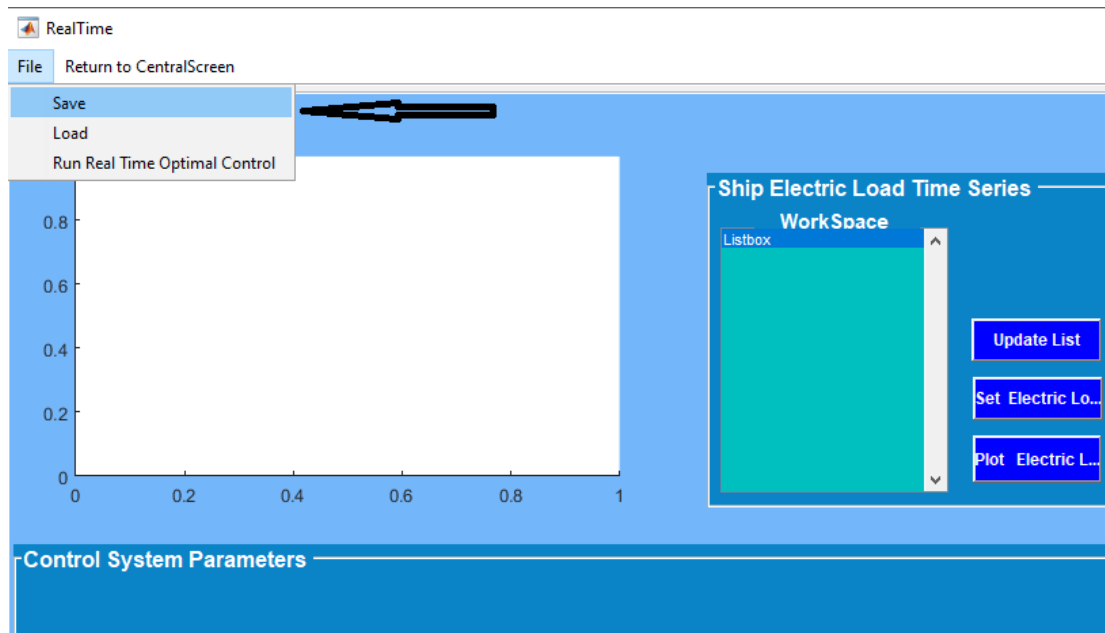 RealTime
File Return to CentralScreen
Save
Load
Run Real Time Optimal Control
0.8
0.6
0.4
0.2
0
0 0.2 0.4 0.6 0.8 1
Ship Electric Load Time Series
WorkSpace
Listbox
Update List
Set Electric Lo...
Plot Electric L...
Control System Parameters